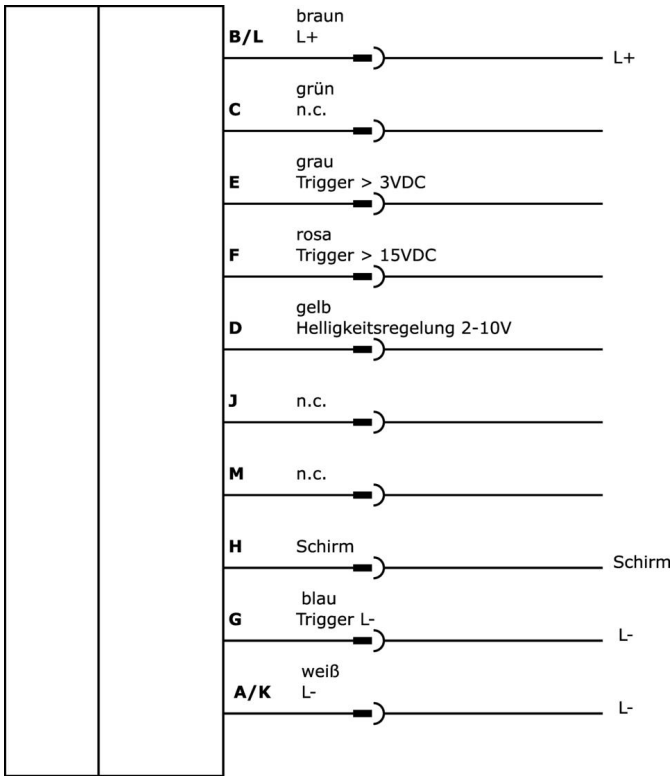 braun
B/L L+
L+
grün
C n.c.
grau
E Trigger > 3VDC
rosa
F Trigger > 15VDC
gelb
D Helligkeitsregelung 2-10V
J n.c.
M n.c.
H Schirm
Schirm
blau
G Trigger L-
L-
weiß
A/K L-
L-